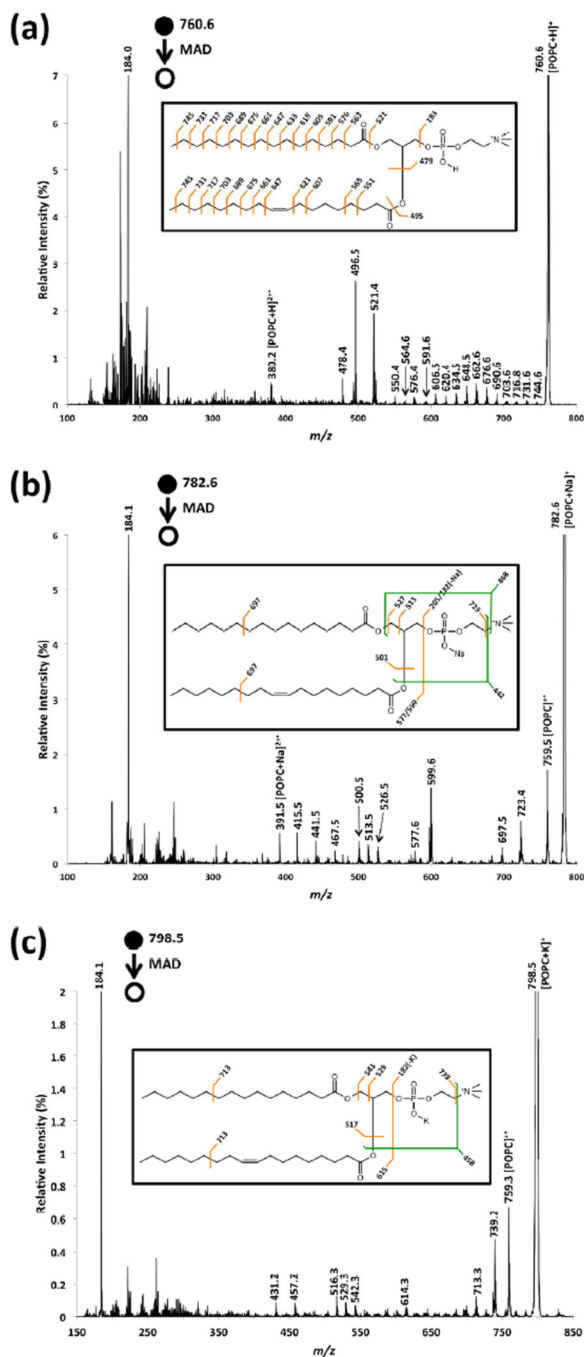 (a)
760.6
MAD
184.0
760.6
[POPC+H]⁺
745 731 717 703 689 675 661 647 633 619 605 591 576 563 521 183
O
O
O
P
O
N⁺
O
H
479
745 731 717 703 689 675 661 647 621 607 565 551
O
O
495
380.2 [POPC+H]²⁺•
478.4
496.5
521.4
550.4
564.6
576.4
591.6
606.5
620.4
634.5
648.5
662.6
676.6
690.6
703.6
716.8
731.6
744.6
Relative Intensity (%)
7
6
5
4
3
2
1
0
100 200 300 400 500 600 700 800
m/z
(b)
782.6
MAD
184.1
782.6
[POPC+Na]⁺
697
527
513
205/182[-Na]
723
468
O
O
O
P
O
N⁺
O
Na
501
697
O
O
577/599
442
391.5 [POPC+Na]²⁺•
415.5
441.5
467.5
500.5
513.5
526.5
577.6
599.6
697.5
723.4
759.5 [POPC]⁺•
Relative Intensity (%)
6
5
4
3
2
1
0
100 200 300 400 500 600 700 800
m/z
(c)
798.5
MAD
184.1
798.5
[POPC+K]⁺
713
543
529
182(-K)
739
O
O
O
P
O
N⁺
O
K
517
713
O
O
615
458
431.2
457.2
516.3
529.3
542.3
614.3
713.3
739.2
759.3 [POPC]⁺•
Relative Intensity (%)
2
1.8
1.6
1.4
1.2
1
0.8
0.6
0.4
0.2
0
150 250 350 450 550 650 750 850
m/z